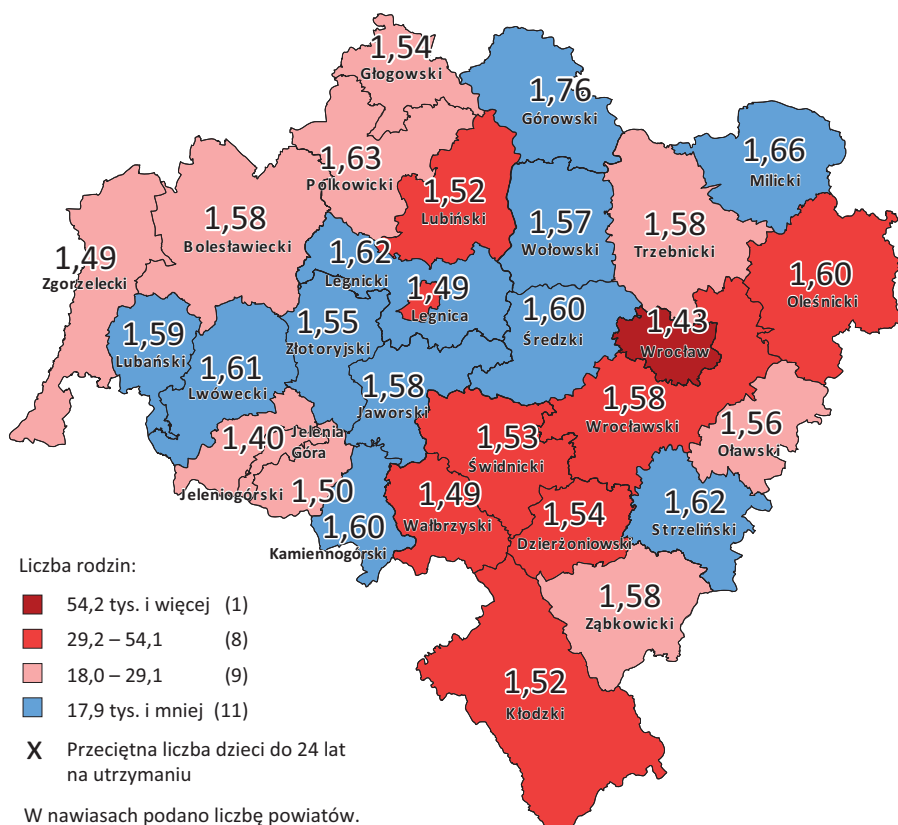 1,54
Głogowski
1,76
Górowski
1,66
Milicki
1,63
Polkowicki
1,52
Lubiński
1,58
Bolesławiecki
1,57
Wołowski
1,58
Trzebnicki
1,49
Zgorzelecki
1,62
Legnicki
1,60
Oleśnicki
1,49
Legnica
1,59
Lubański
1,55
Złotoryjski
1,60
Średzki
1,43
Wrocław
1,61
Lwówecki
1,58
Jaworski
1,58
Wrocławski
1,40
Jelenia
Góra
1,53
Świdnicki
1,56
Oławski
Jeleniogórski
1,50
1,49
Wałbrzyski
1,54
Dzierżoniowski
1,62
Strzeliński
1,60
Kamiennogórski
1,58
Ząbkowicki
1,52
Kłodzki
Liczba rodzin:
54,2 tys. i więcej (1)
29,2 – 54,1 (8)
18,0 – 29,1 (9)
17,9 tys. i mniej (11)
X Przeciętna liczba dzieci do 24 lat
na utrzymaniu
W nawiasach podano liczbę powiatów.